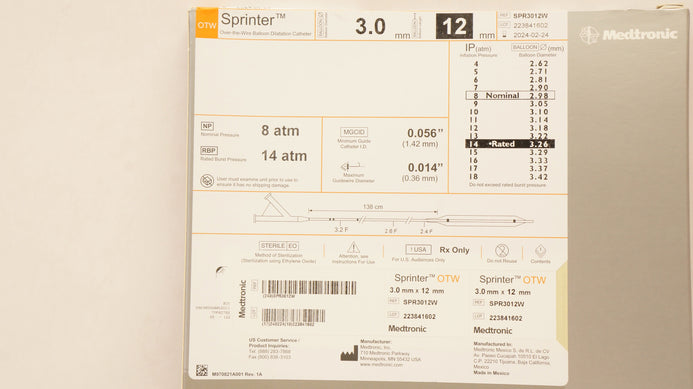 OTW Sprinter™
Over-the-Wire Balloon Dilatation Catheter
3.0 mm
12 mm
REF SPR3012W
LOT 223841602
2024-02-24
Medtronic
IP(atm) BALLOON Ø (mm)
Inflation Pressure Balloon Diameter
4 2.62
5 2.71
6 2.81
7 2.90
8 Nominal 2.98
9 3.05
10 3.10
11 3.14
12 3.18
13 3.22
14 •Rated 3.26
15 3.29
16 3.33
17 3.37
18 3.42
Do not exceed rated burst pressure.
NP 8 atm
Nominal Pressure
RBP 14 atm
Rated Burst Pressure
User must examine unit prior to use to
ensure it has no shipping damage.
MGCID 0.056"
Minimum Guide
Catheter I.D. (1.42 mm)
0.014"
Maximum
Guidewire Diameter (0.36 mm)
138 cm
3.2 F
2.8 F
2.4 F
STERILE EO
Method of Sterilization
(Sterilization using Ethylene Oxide)
Attention, see
Instructions For Use
! USA Rx Only
For U.S. Audiences Only
Do not Reuse
Contents
Medtronic
REF
(240)SPR3012W
LOT
(17)240224(10)223841602
Sprinter™ OTW
3.0 mm x 12 mm
REF SPR3012W
LOT 223841602
Medtronic
Sprinter™ OTW
3.0 mm x 12 mm
REF SPR3012W
LOT 223841602
Medtronic
US Customer Service /
Product Inquiries:
Tel: (888) 283-7868
Fax: (800) 838-3103
Manufacturer:
Medtronic, Inc.
710 Medtronic Parkway
Minneapolis, MN 55432 USA
Manufactured In:
Medtronic Mexico S. de R.L. de CV
Av. Paseo Cucapah 10510 El Lago
C.P. 22210 Tijuana, Baja California
Mexico
Made in Mexico
M970821A001 Rev. 1A